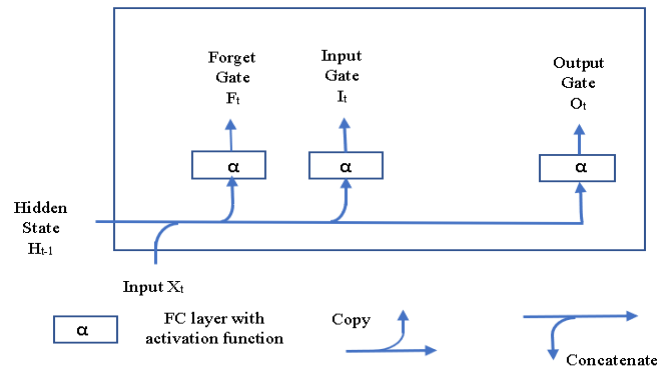 Forget
Gate
Ft
Input
Gate
It
Output
Gate
Ot
α
α
α
Hidden
State
Ht-1
Input Xt
α
FC layer with
activation function
Copy
Concatenate